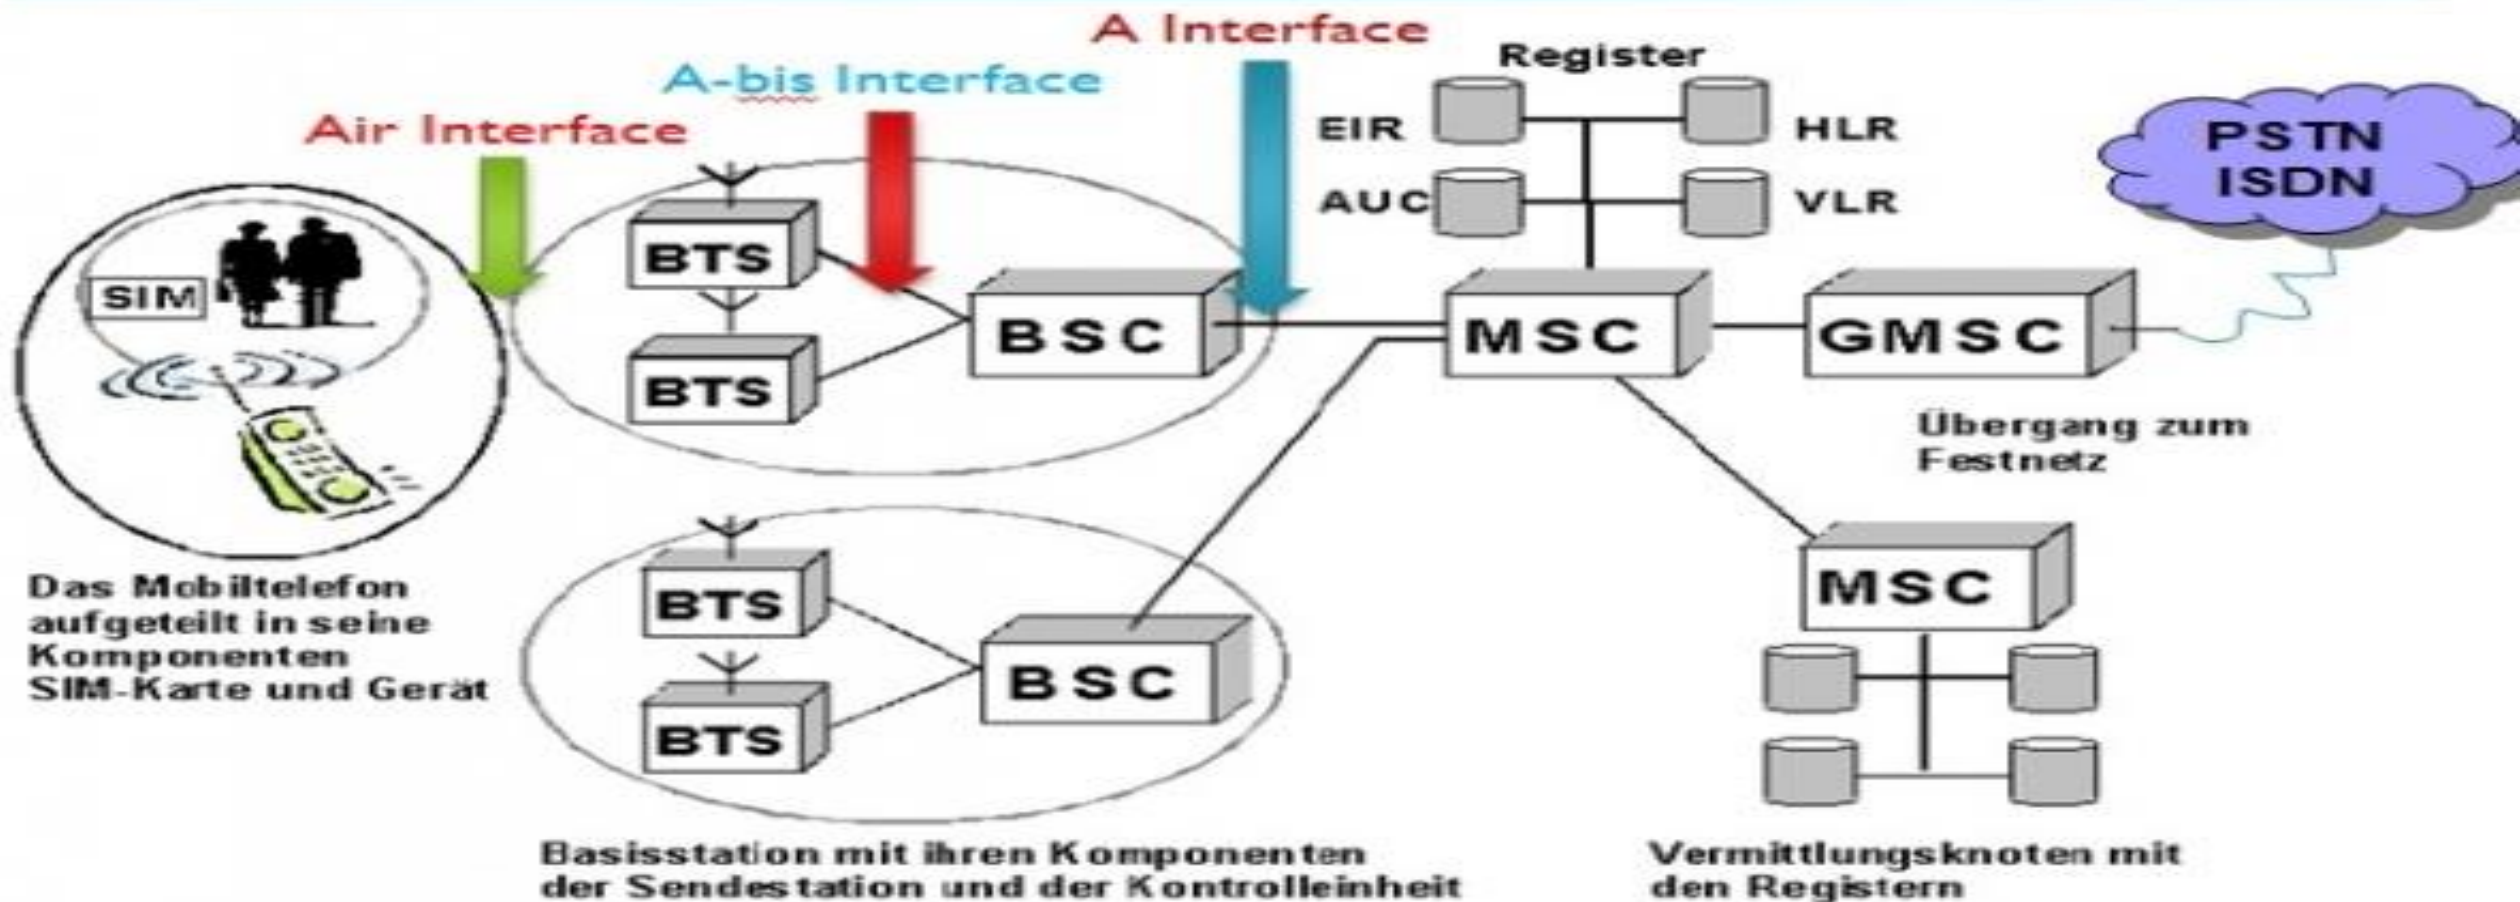 A Interface
Register
A-bis Interface
Air Interface
EIR
HLR
AUC
VLR
PSTN
ISDN
SIM
BTS
BTS
BSC
MSC
GMSC
Übergang zum
Festnetz
Das Mobiltelefon
aufgeteilt in seine
Komponenten
SIM-Karte und Gerät
BTS
BTS
BSC
MSC
Basisstation mit ihren Komponenten
der Sendestation und der Kontrolleinheit
Vermittlungsknoten mit
den Registern